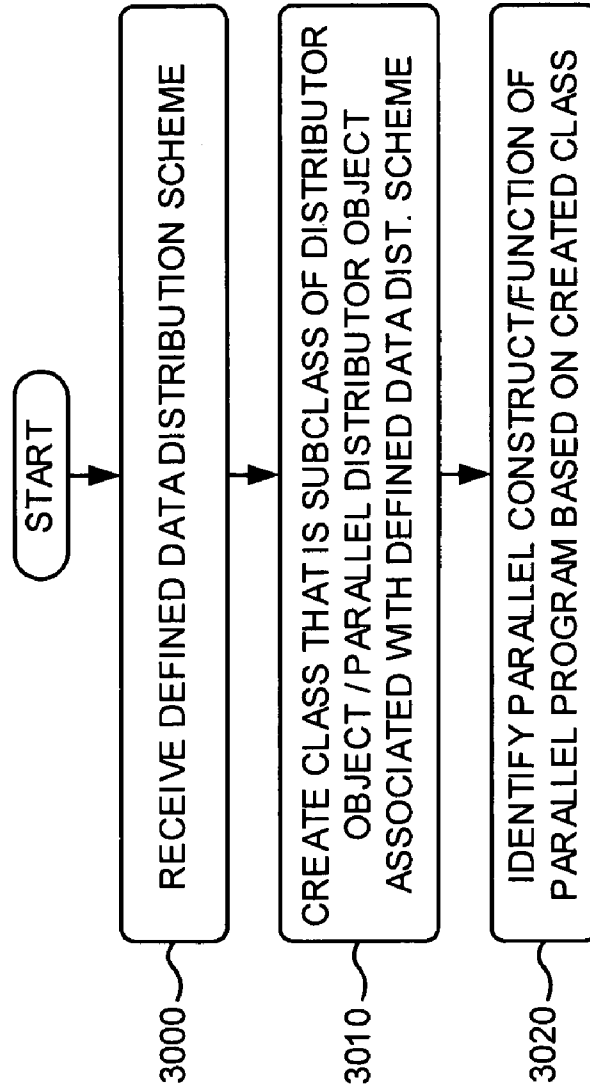 START
3000
RECEIVE DEFINED DATA DISTRIBUTION SCHEME
3010
CREATE CLASS THAT IS SUBCLASS OF DISTRIBUTOR
OBJECT / PARALLEL DISTRIBUTOR OBJECT
ASSOCIATED WITH DEFINED DATA DIST. SCHEME
3020
IDENTIFY PARALLEL CONSTRUCT/FUNCTION OF
PARALLEL PROGRAM BASED ON CREATED CLASS